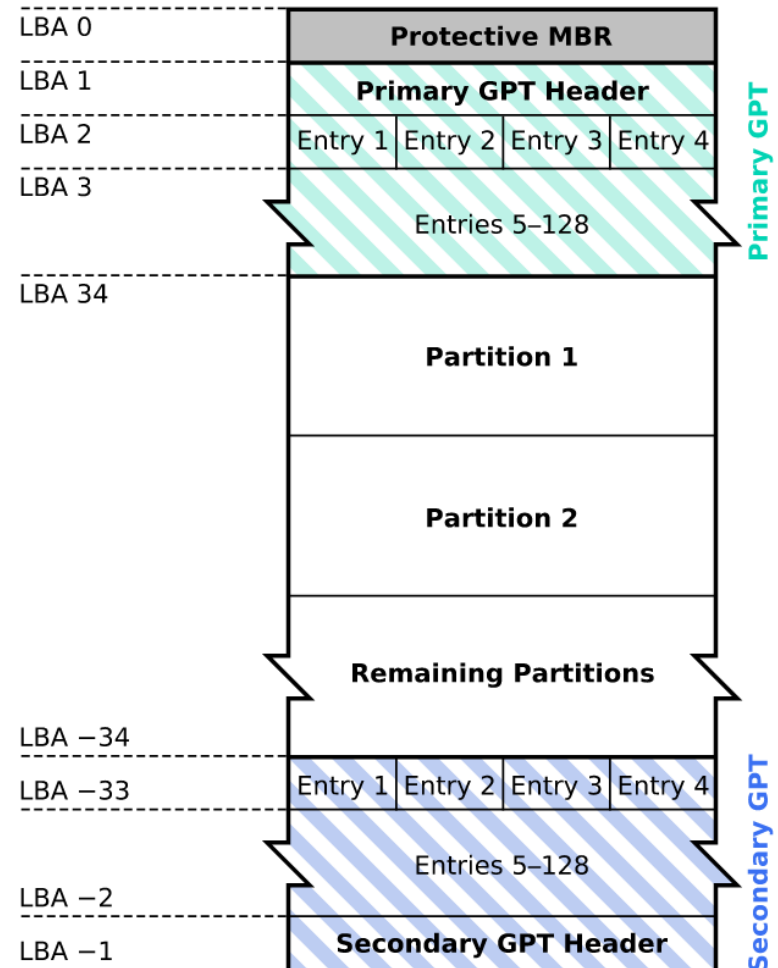 LBA 0
Protective MBR
LBA 1
Primary GPT Header
LBA 2
Entry 1 Entry 2 Entry 3 Entry 4
LBA 3
Entries 5–128
Primary GPT
LBA 34
Partition 1
Partition 2
Remaining Partitions
LBA −34
LBA −33
Entry 1 Entry 2 Entry 3 Entry 4
Entries 5–128
LBA −2
LBA −1
Secondary GPT Header
Secondary GPT